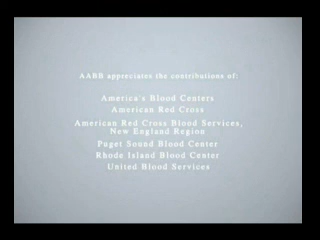 AABB appreciates the contributions of:
America's Blood Centers
American Red Cross
American Red Cross Blood Services,
New England Region
Puget Sound Blood Center
Rhode Island Blood Center
United Blood Services